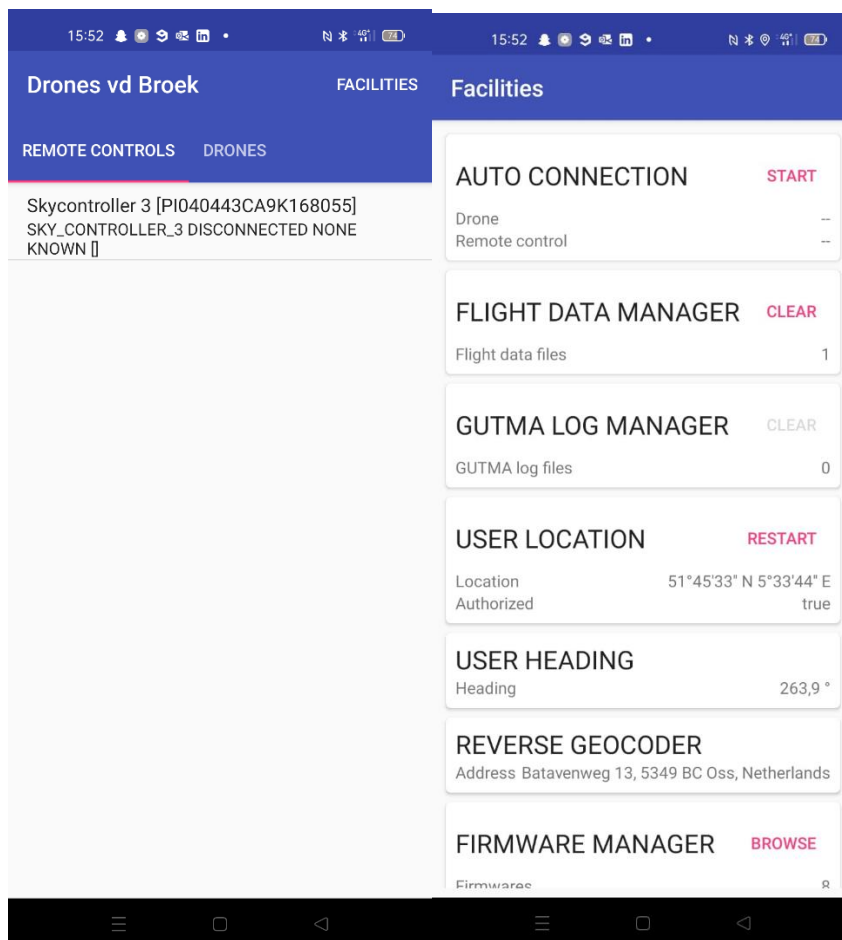 15:52
74
Drones vd Broek FACILITIES
REMOTE CONTROLS DRONES
Skycontroller 3 [PI040443CA9K168055]
SKY_CONTROLLER_3 DISCONNECTED NONE
KNOWN []
15:52
74
Facilities
AUTO CONNECTION START
Drone --
Remote control --
FLIGHT DATA MANAGER CLEAR
Flight data files 1
GUTMA LOG MANAGER CLEAR
GUTMA log files 0
USER LOCATION RESTART
Location 51°45'33" N 5°33'44" E
Authorized true
USER HEADING
Heading 263,9 °
REVERSE GEOCODER
Address Batavenweg 13, 5349 BC Oss, Netherlands
FIRMWARE MANAGER BROWSE
Firmwares 8